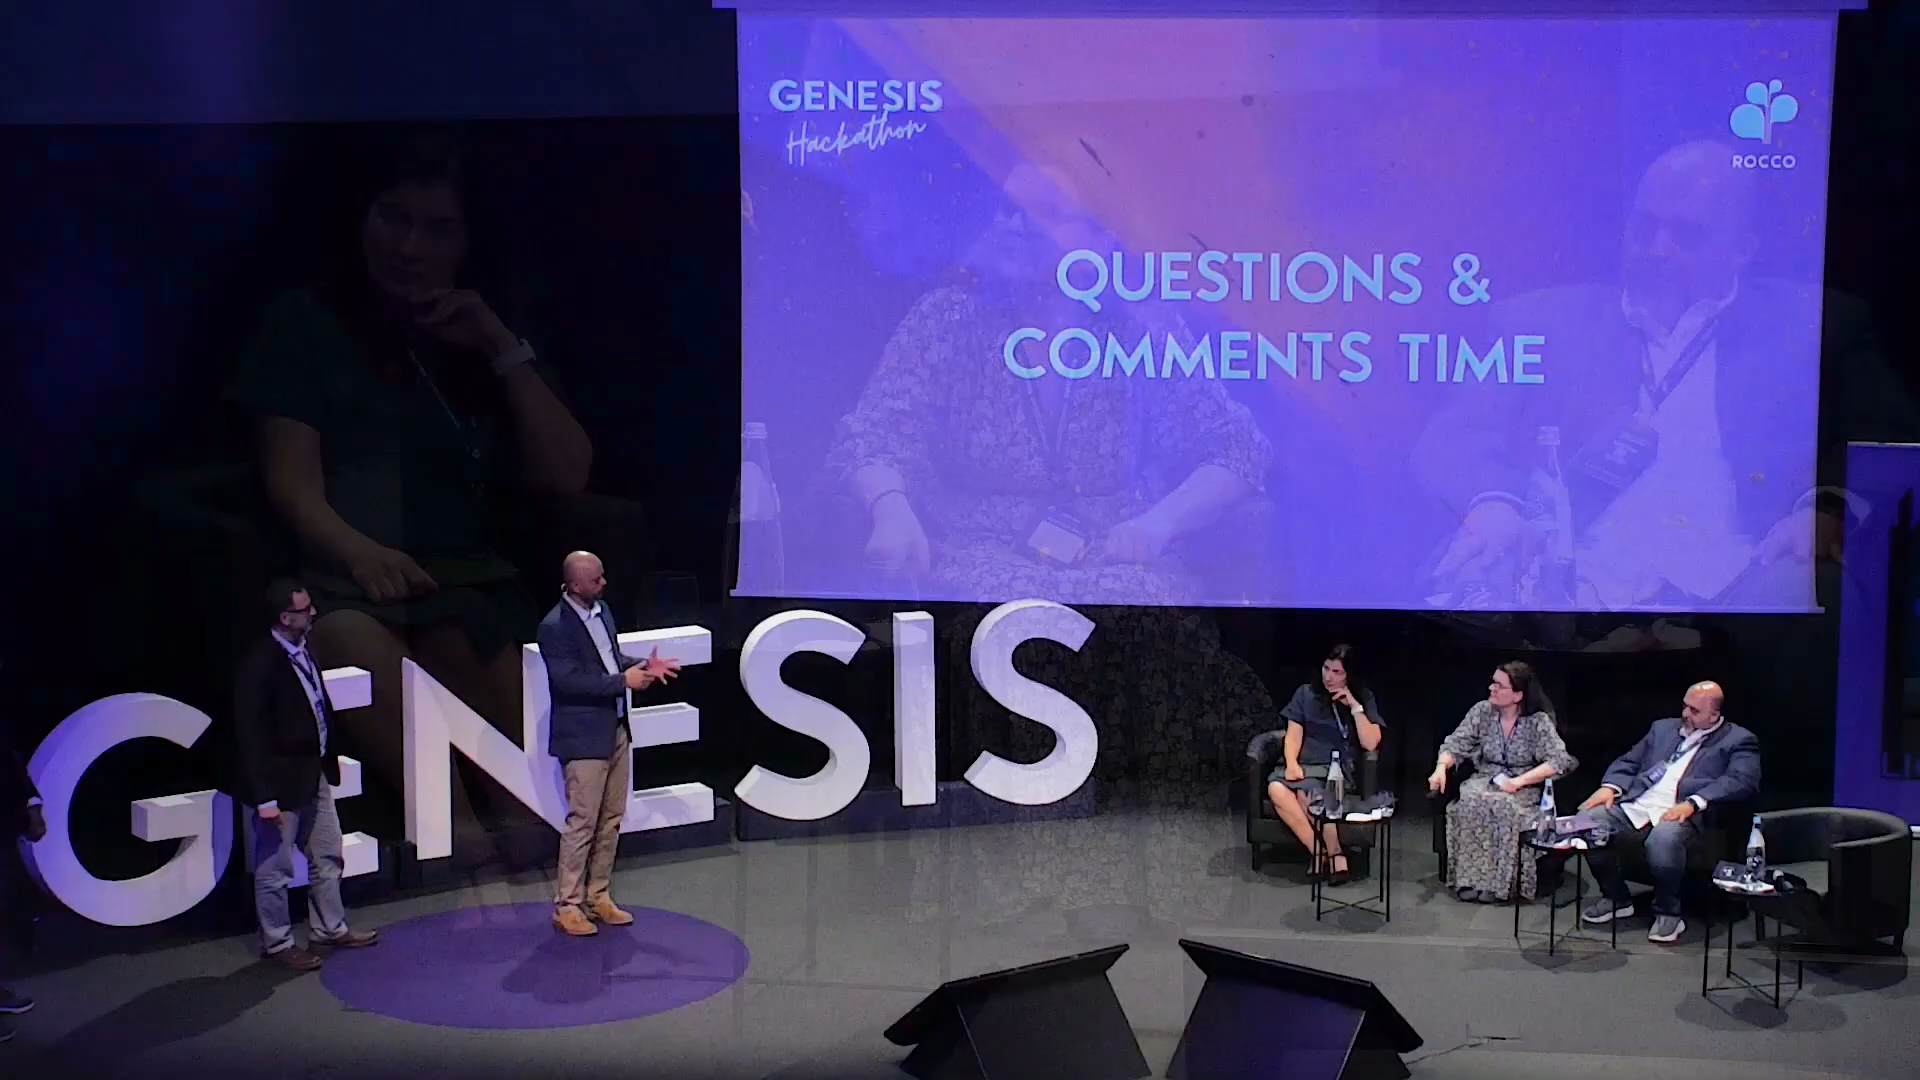 GENESIS
Hackathon
ROCCO
QUESTIONS &
COMMENTS TIME
GENESIS